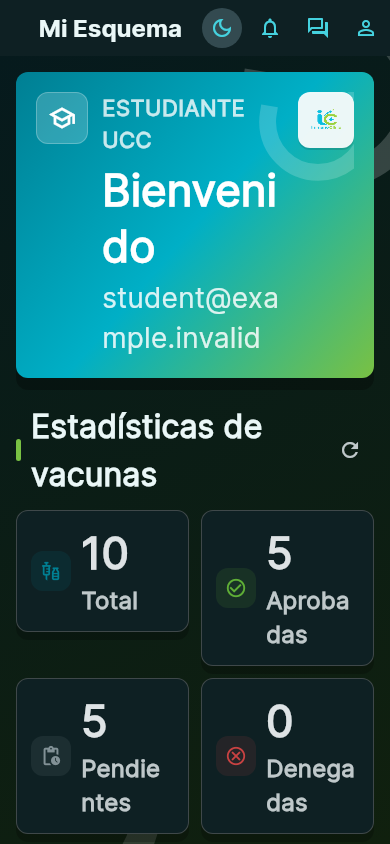 Mi Esquema
ESTUDIANTE
UCC
Bienveni
do
student@exa
mple.invalid
Estadísticas de
vacunas
10
Total
5
Aproba
das
5
Pendie
ntes
0
Denega
das